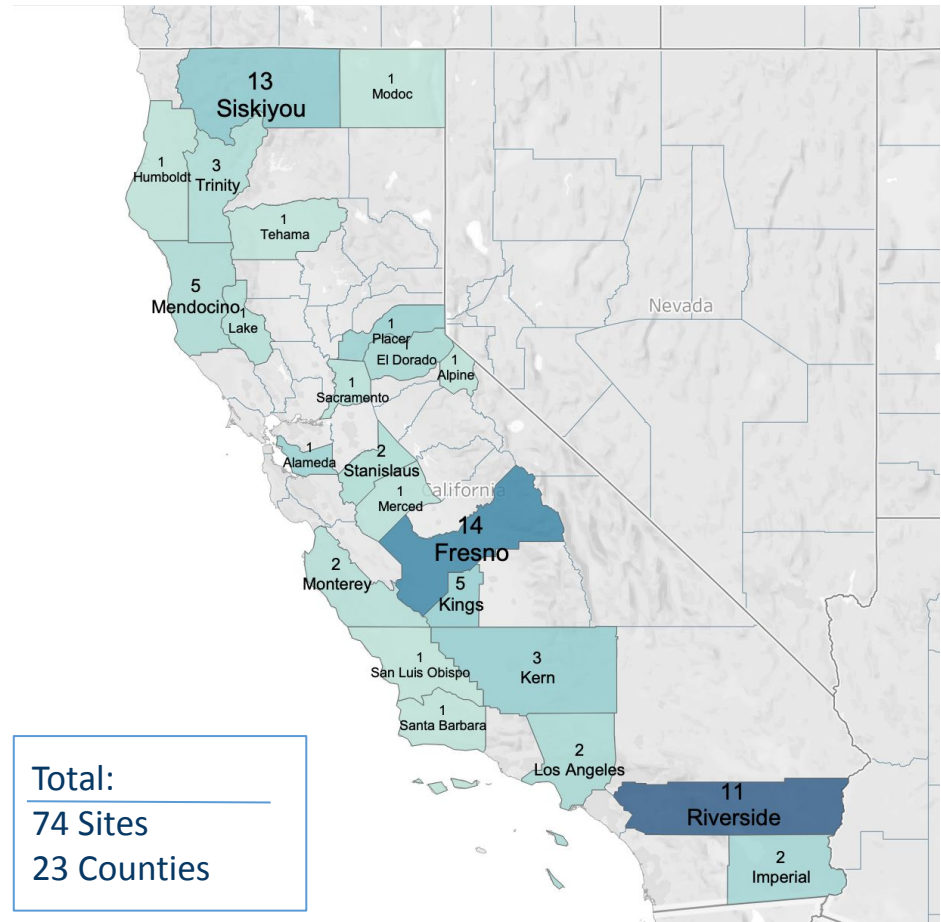 13
Siskiyou
1
Modoc
1
Humboldt
3
Trinity
1
Tehama
5
Mendocino
1
Lake
Nevada
1
Placer
1
El Dorado
1
Alpine
1
Sacramento
1
Alameda
2
Stanislaus
California
1
Merced
14
Fresno
2
Monterey
5
Kings
1
San Luis Obispo
3
Kern
1
Santa Barbara
2
Los Angeles
11
Riverside
2
Imperial
Total:
74 Sites
23 Counties